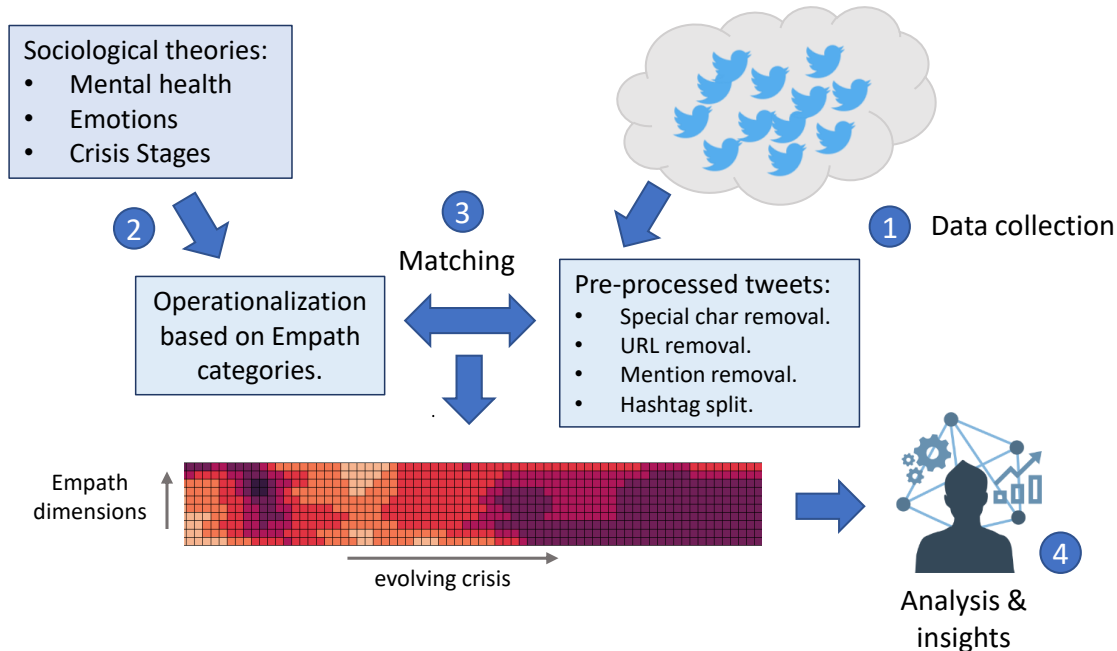 Sociological theories:
• Mental health
• Emotions
• Crisis Stages
2
3
Matching
1
Data collection
Operationalization
based on Empath
categories.
Pre-processed tweets:
• Special char removal.
• URL removal.
• Mention removal.
• Hashtag split.
.
Empath
dimensions
evolving crisis
4
Analysis &
insights